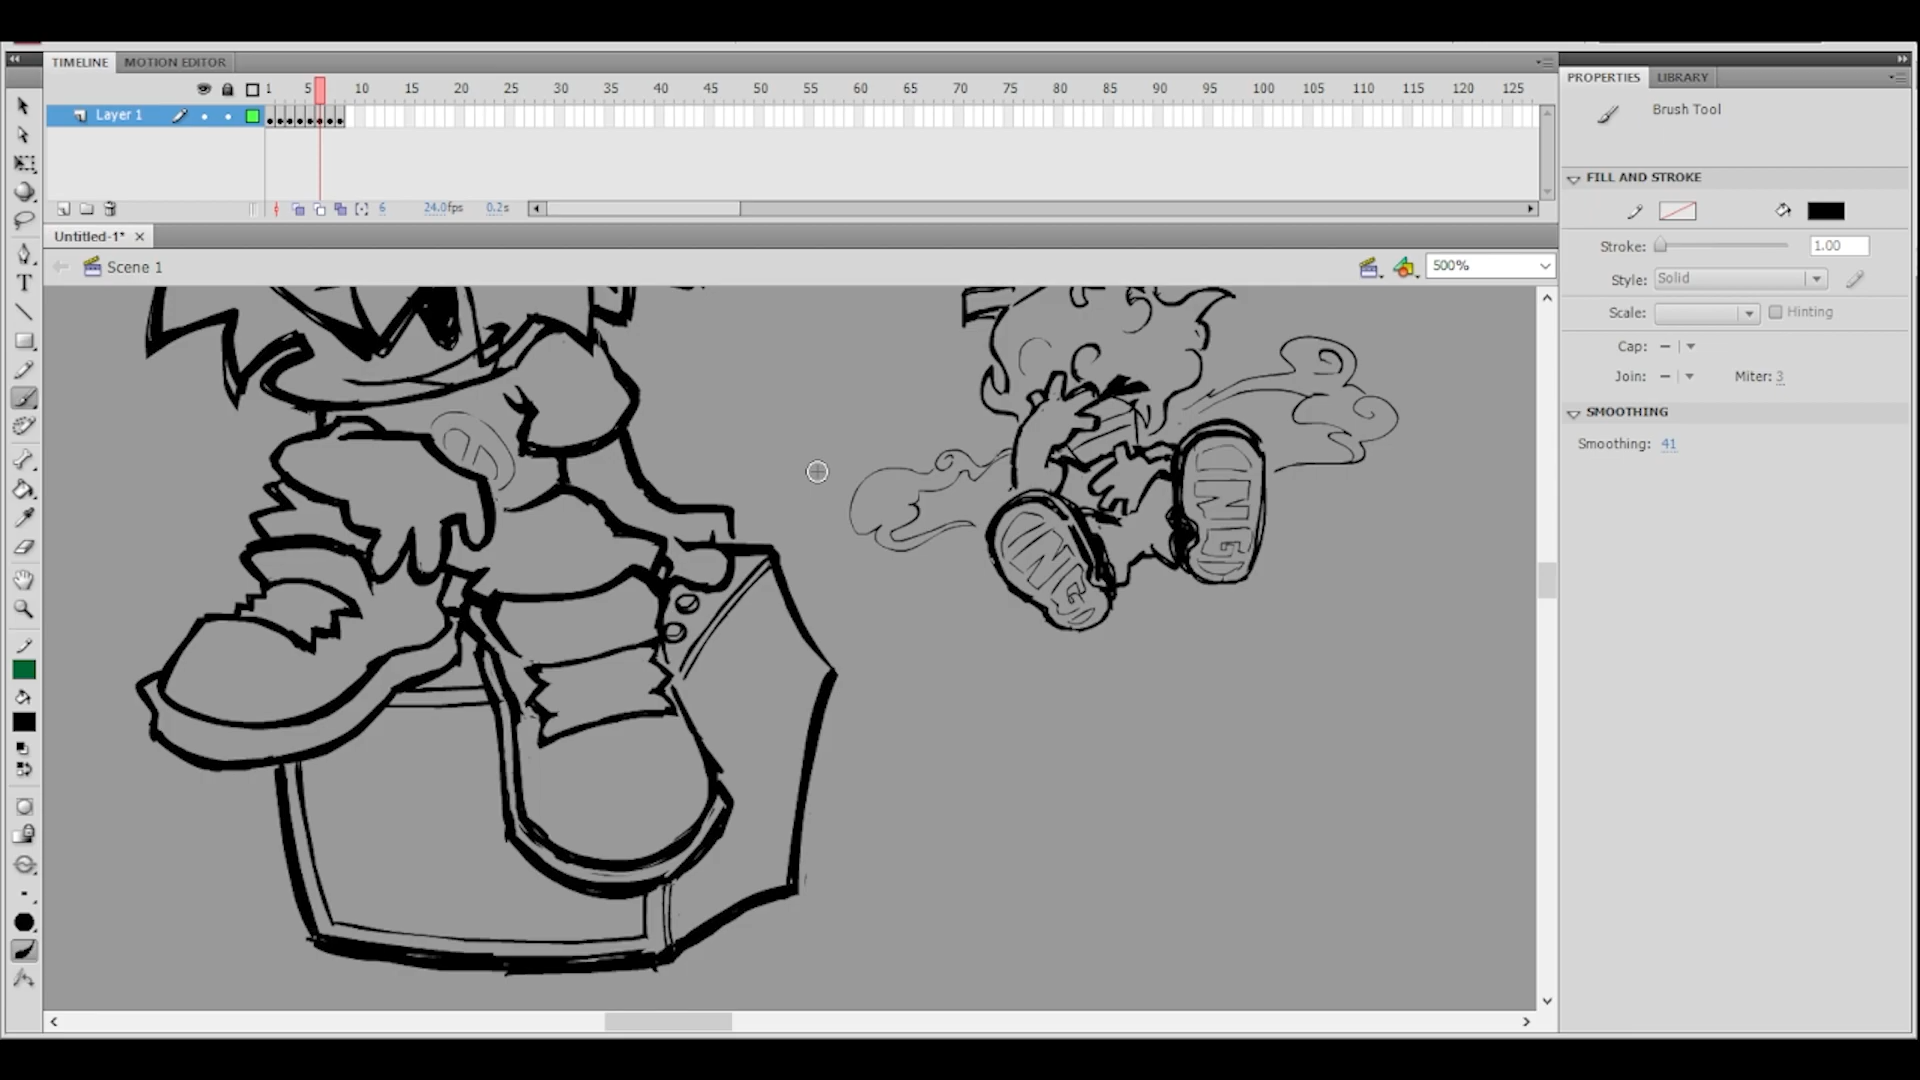 TIMELINE MOTION EDITOR
1 5 10 15 20 25 30 35 40 45 50 55 60 65 70 75 80 85 90 95 100 105 110 115 120 125
Layer 1
6 24.0fps 0.2s
Untitled-1*
Scene 1
500%
PROPERTIES LIBRARY
Brush Tool
FILL AND STROKE
Stroke: 1.00
Style: Solid
Scale: Hinting
Cap:
Join: Miter: 3
SMOOTHING
Smoothing: 41
T